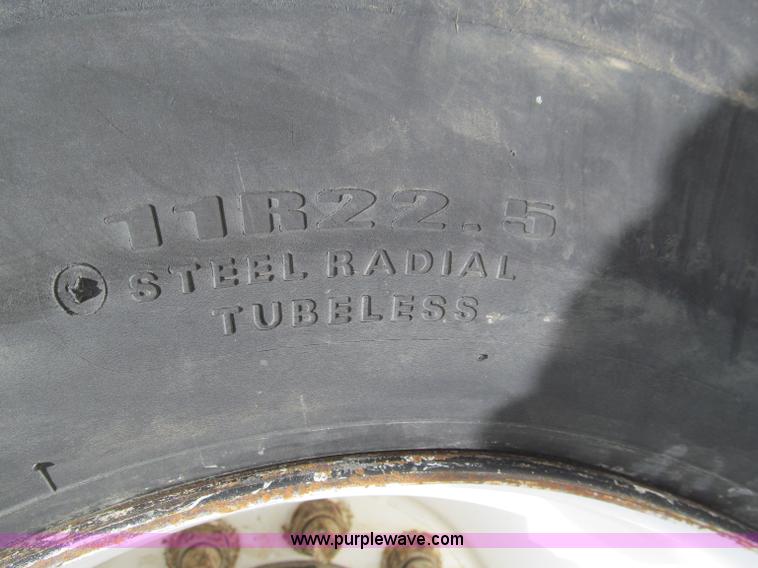 11R22.5
STEEL RADIAL
TUBELESS
www.purplewave.com